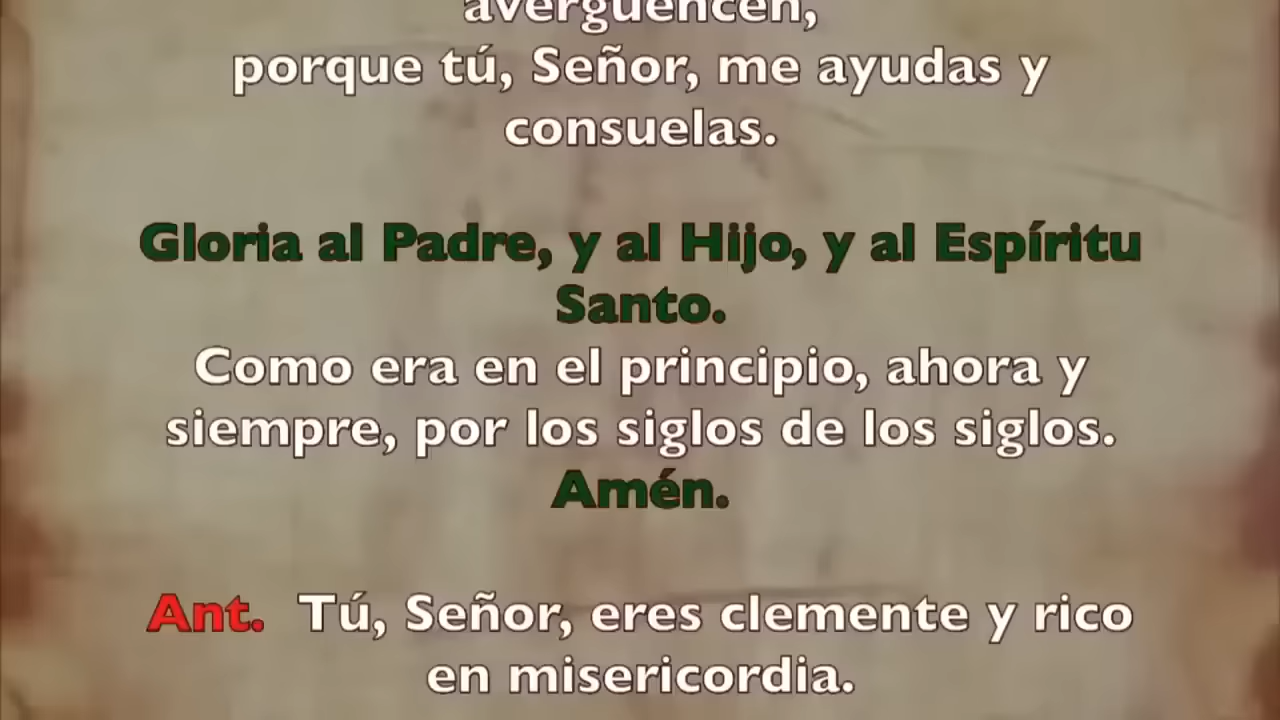 avergüencen,
porque tú, Señor, me ayudas y
consuelas.
Gloria al Padre, y al Hijo, y al Espíritu
Santo.
Como era en el principio, ahora y
siempre, por los siglos de los siglos.
Amén.
Ant. Tú, Señor, eres clemente y rico
en misericordia.